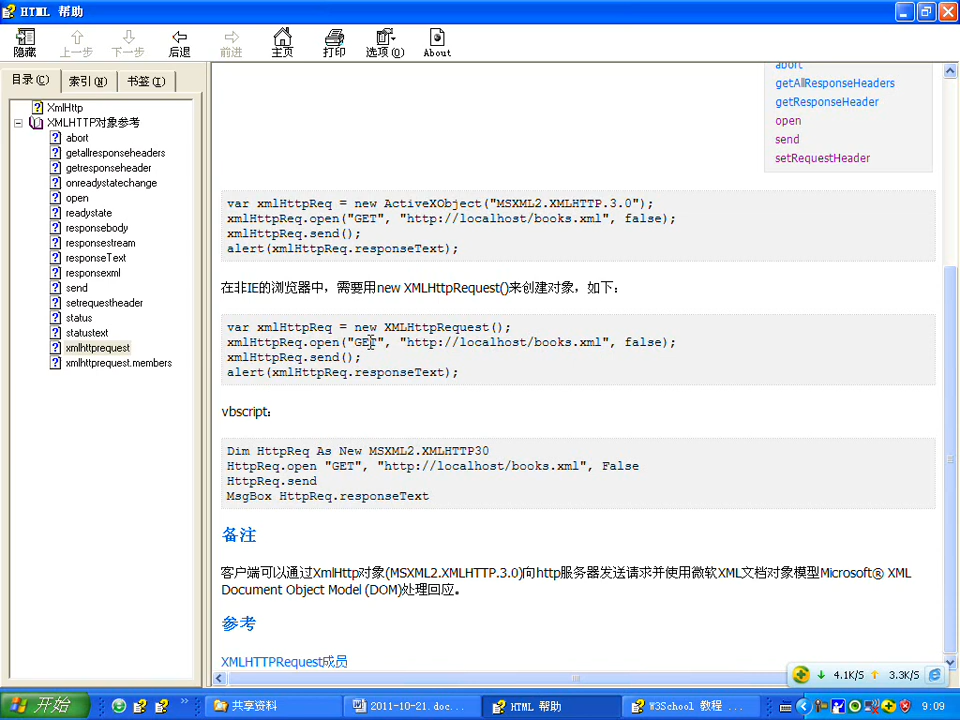 HTML 帮助
隐藏 上一步 下一步 后退 前进 主页 打印 选项(O) About
目录(C) 索引(N) 书签(I)
XmlHttp
XMLHTTP对象参考
abort
getallresponseheaders
getresponseheader
onreadystatechange
open
readystate
responsebody
responsestream
responseText
responsexml
send
setrequestheader
status
statustext
xmlhttprequest
xmlhttprequest.members
abort
getAllResponseHeaders
getResponseHeader
open
send
setRequestHeader
var xmlHttpReq = new ActiveXObject("MSXML2.XMLHTTP.3.0");
xmlHttpReq.open("GET", "http://localhost/books.xml", false);
xmlHttpReq.send();
alert(xmlHttpReq.responseText);
在非IE的浏览器中，需要用new XMLHttpRequest()来创建对象，如下：
var xmlHttpReq = new XMLHttpRequest();
xmlHttpReq.open("GET", "http://localhost/books.xml", false);
xmlHttpReq.send();
alert(xmlHttpReq.responseText);
vbscript：
Dim HttpReq As New MSXML2.XMLHTTP30
HttpReq.open "GET", "http://localhost/books.xml", False
HttpReq.send
MsgBox HttpReq.responseText
备注
客户端可以通过XmlHttp对象(MSXML2.XMLHTTP.3.0)向http服务器发送请求并使用微软XML文档对象模型Microsoft® XML
Document Object Model (DOM)处理回应。
参考
XMLHTTPRequest成员
4.1K/S 3.3K/S
开始 共享资料 2011-10-21.doc... HTML 帮助 W3School 教程 ... 9:09